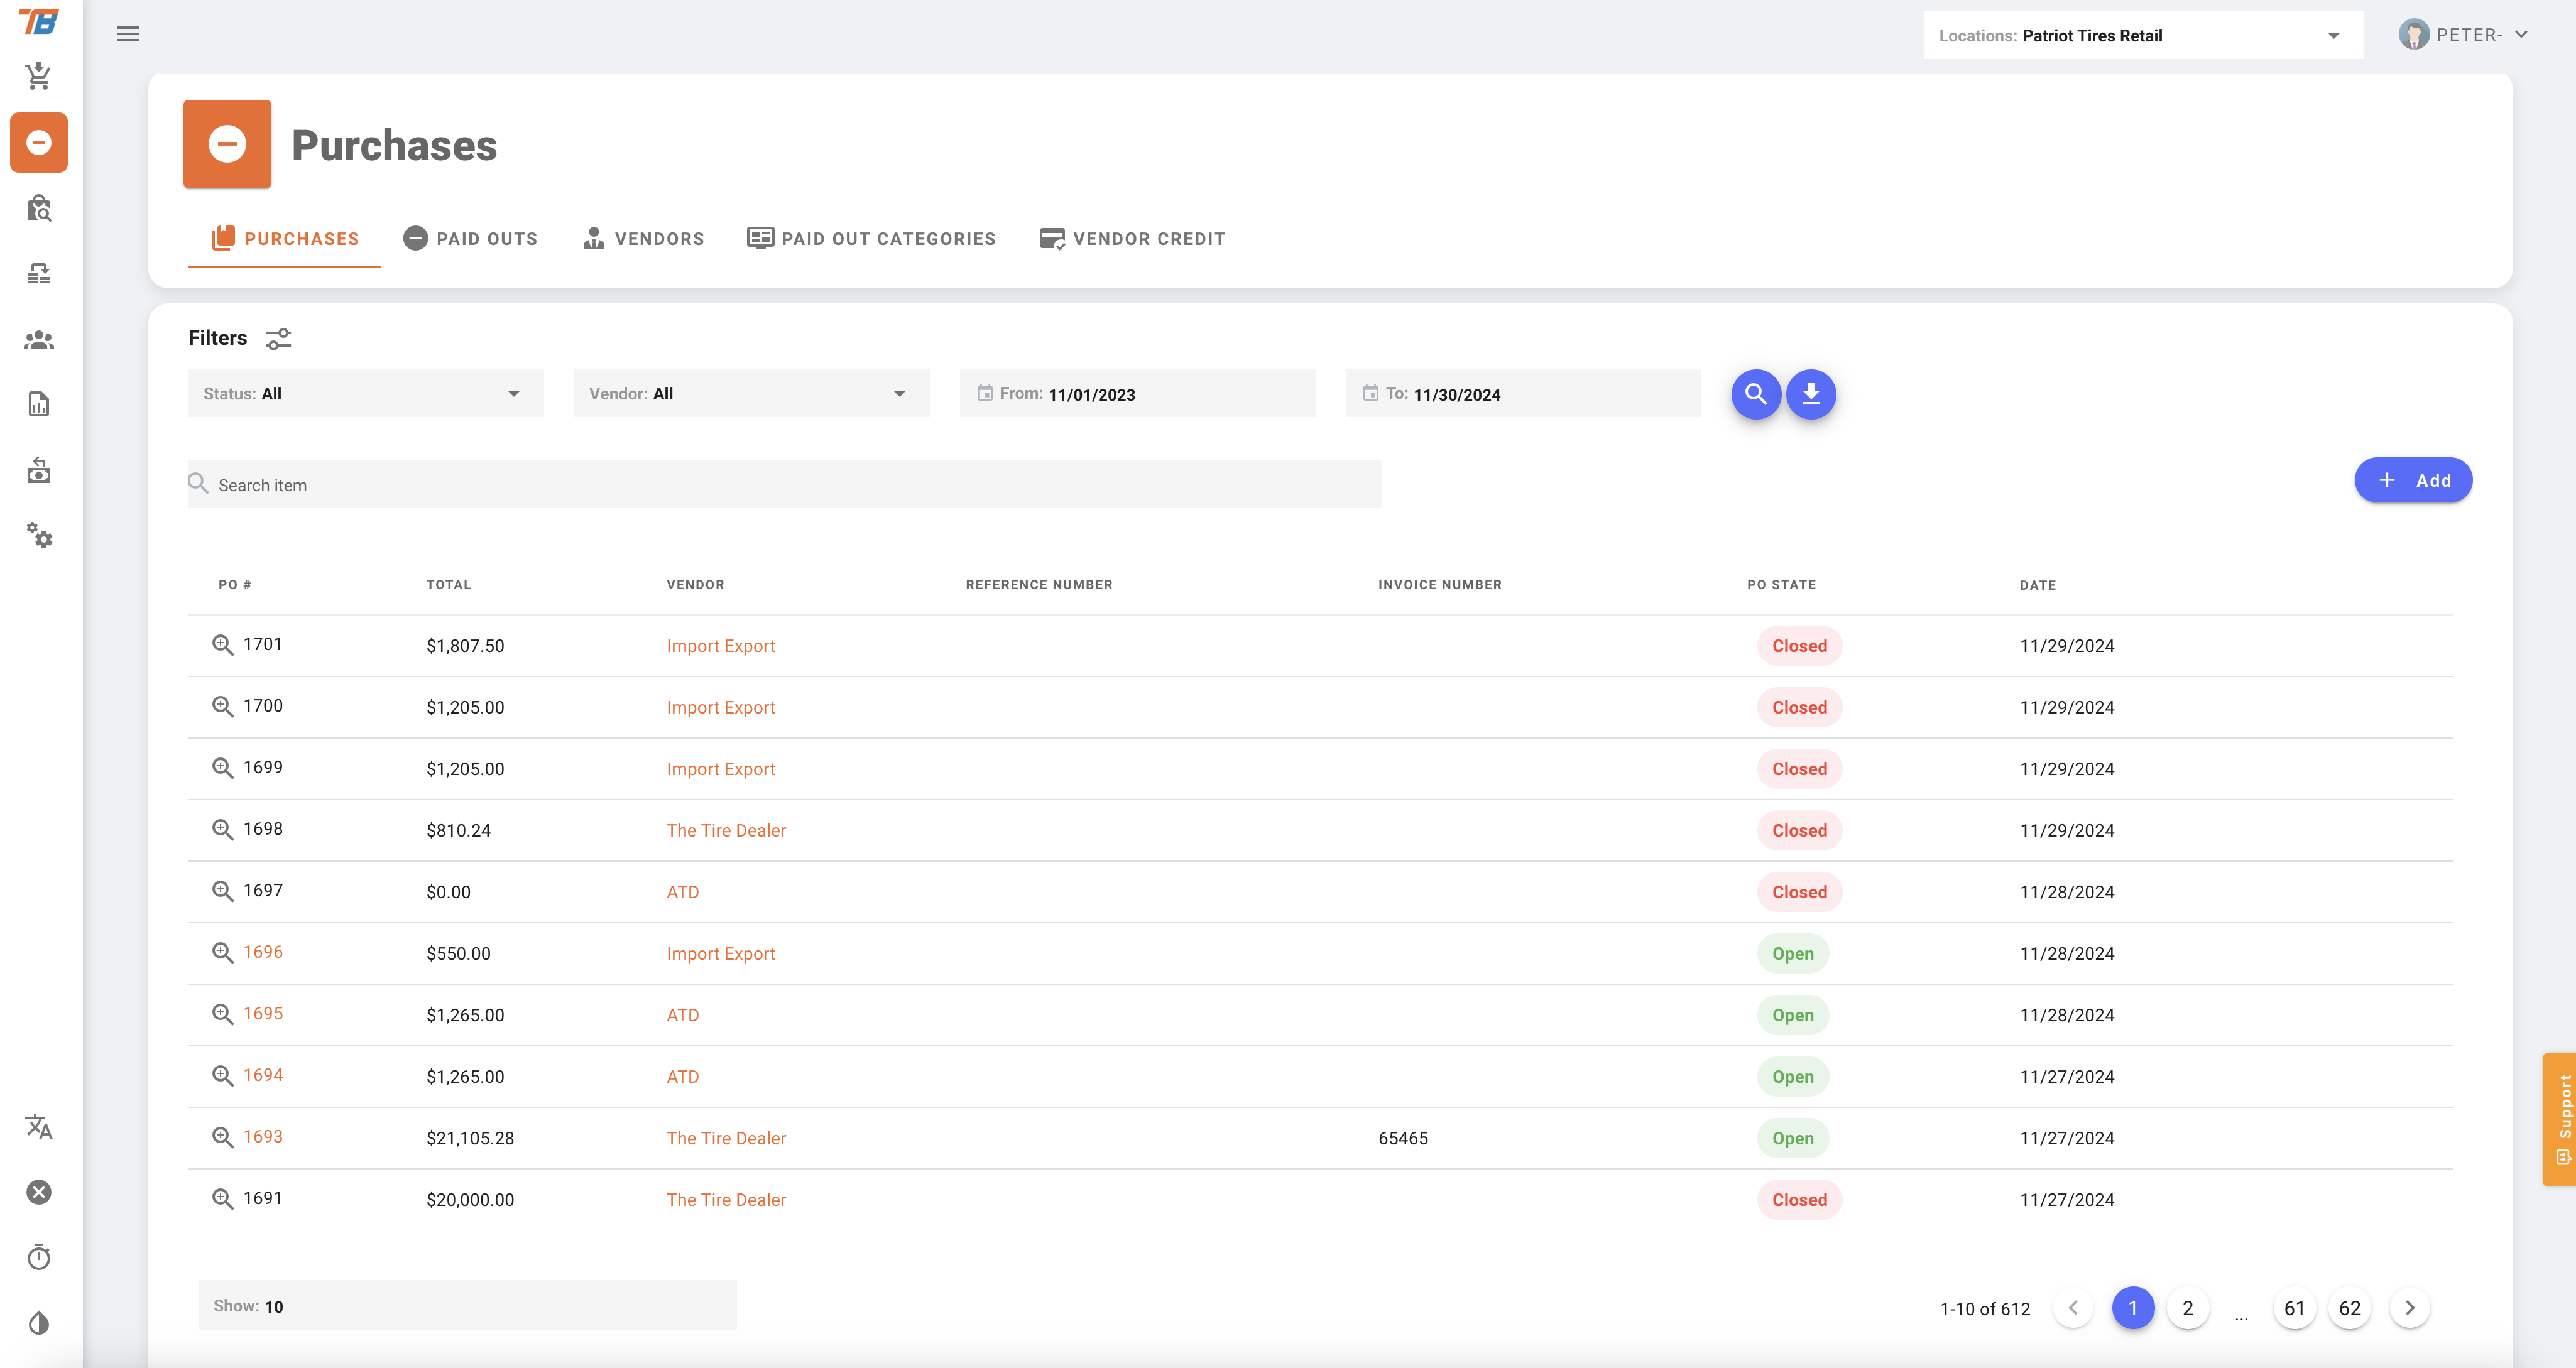 TB
Locations: Patriot Tires Retail
PETER-
Purchases
PURCHASES
PAID OUTS
VENDORS
PAID OUT CATEGORIES
VENDOR CREDIT
Filters
Status: All
Vendor: All
From: 11/01/2023
To: 11/30/2024
Search item
+ Add
PO # TOTAL VENDOR REFERENCE NUMBER INVOICE NUMBER PO STATE DATE
1701 $1,807.50 Import Export Closed 11/29/2024
1700 $1,205.00 Import Export Closed 11/29/2024
1699 $1,205.00 Import Export Closed 11/29/2024
1698 $810.24 The Tire Dealer Closed 11/29/2024
1697 $0.00 ATD Closed 11/28/2024
1696 $550.00 Import Export Open 11/28/2024
1695 $1,265.00 ATD Open 11/28/2024
1694 $1,265.00 ATD Open 11/27/2024
1693 $21,105.28 The Tire Dealer 65465 Open 11/27/2024
1691 $20,000.00 The Tire Dealer Closed 11/27/2024
Support
Show: 10
1-10 of 612
1 2 ... 61 62